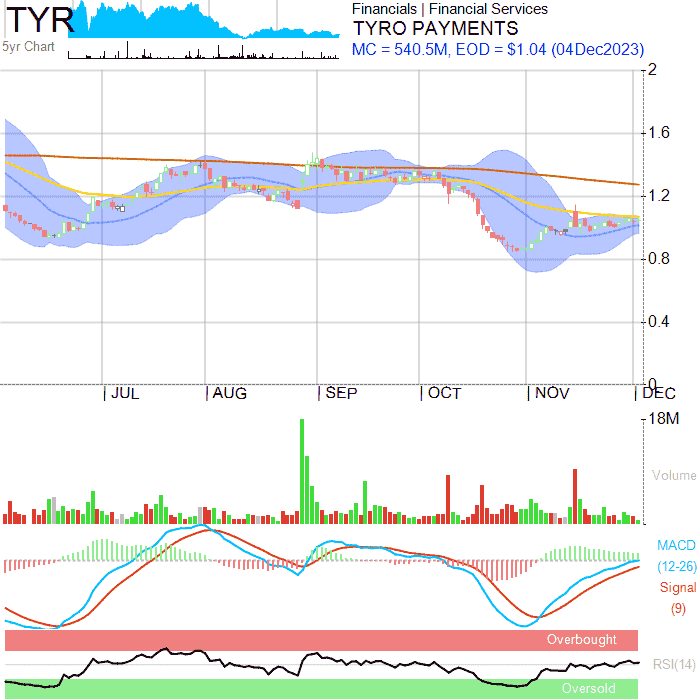 TYR
5yr Chart
Financials | Financial Services
TYRO PAYMENTS
MC = 540.5M, EOD = $1.04 (04Dec2023)
2
1.6
1.2
0.8
0.4
0
JUL
AUG
SEP
OCT
NOV
DEC
18M
Volume
MACD
(12-26)
Signal
(9)
Overbought
RSI(14)
Oversold